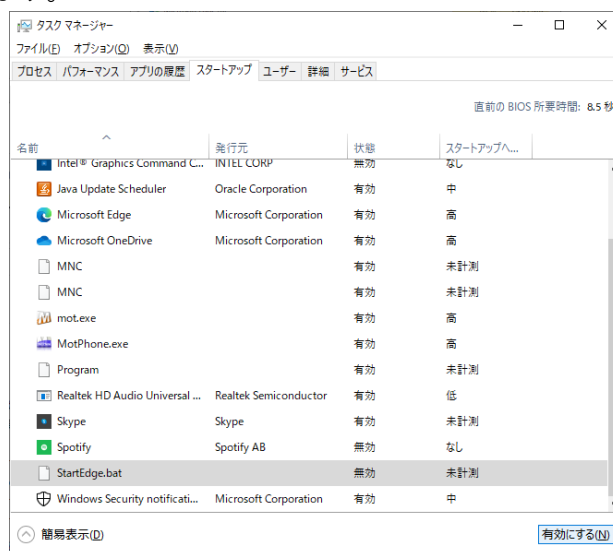 タスク マネージャー
ファイル(F) オプション(O) 表示(V)
プロセス パフォーマンス アプリの履歴 スタートアップ ユーザー 詳細 サービス
直前の BIOS 所要時間: 8.5 秒
名前 発行元 状態 スタートアップへ...
Intel® Graphics Command C... INTEL CORP 無効 なし
Java Update Scheduler Oracle Corporation 有効 中
Microsoft Edge Microsoft Corporation 有効 高
Microsoft OneDrive Microsoft Corporation 有効 高
MNC 有効 未計測
MNC 有効 未計測
mot.exe 有効 高
MotPhone.exe 有効 高
Program 有効 未計測
Realtek HD Audio Universal ... Realtek Semiconductor 有効 低
Skype Skype 有効 未計測
Spotify Spotify AB 無効 なし
StartEdge.bat 無効 未計測
Windows Security notificati... Microsoft Corporation 有効 中
簡易表示(D) 有効にする(N)